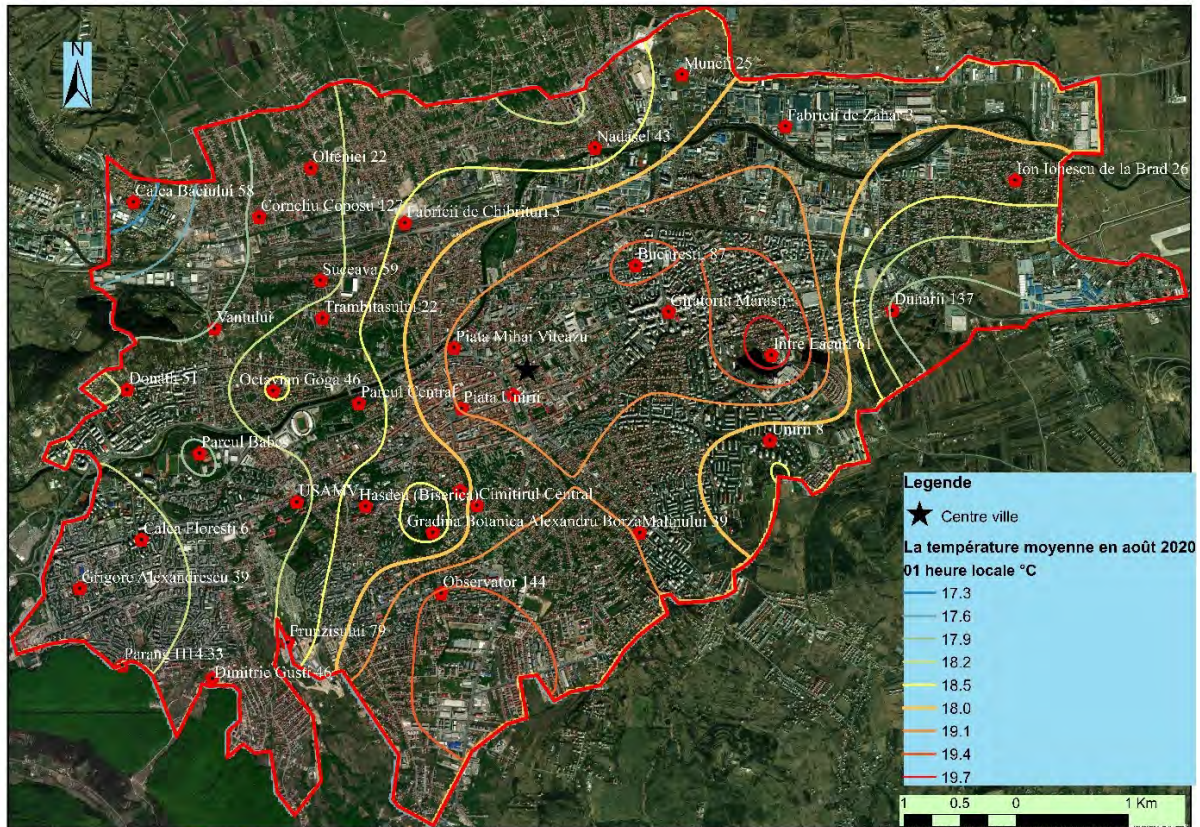 N
Muncii 25
Fabricii de Zahar 3
Nadasel 43
Olteniei 22
Ion Ionescu de la Brad 26
Calea Baciului 58
Corneliu Coposu 127
Fabricii de Chibrituri 3
Bucuresti, 87
Suceava 59
Giratoriu Marasti
Dunarii 137
Trambitasului 22
Vantului
Piata Mihai Viteazu
Intre Lacuri 61
Donath 51
Octavian Goga 46
Parcul Central
Piata Unirii
Unirii 8
Parcul Babes
USAMV
Hasdeu (Biserica)
Cimitirul Central
Gradina Botanica Alexandru Borza
Malinului 39
Calea Floresti 6
Grigore Alexandrescu 39
Observator 144
Frunzisului 79
Parang H14 33
Dimitrie Gusti 46
Legende
Centre ville
La température moyenne en août 2020
01 heure locale °C
17.3
17.6
17.9
18.2
18.5
18.0
19.1
19.4
19.7
1 0.5 0 1 Km